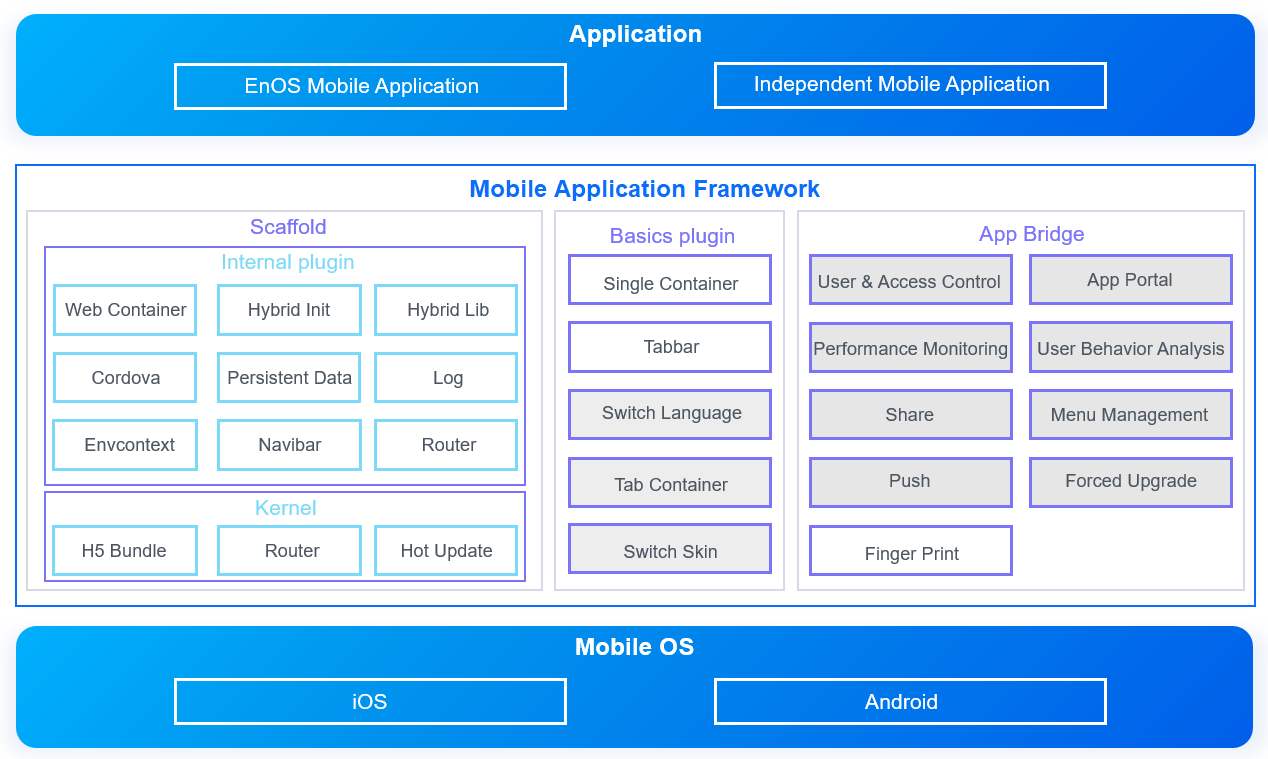 Application
EnOS Mobile Application
Independent Mobile Application
Mobile Application Framework
Scaffold
Internal plugin
Web Container
Hybrid Init
Hybrid Lib
Cordova
Persistent Data
Log
Envcontext
Navibar
Router
Kernel
H5 Bundle
Router
Hot Update
Basics plugin
Single Container
Tabbar
Switch Language
Tab Container
Switch Skin
App Bridge
User & Access Control
App Portal
Performance Monitoring
User Behavior Analysis
Share
Menu Management
Push
Forced Upgrade
Finger Print
Mobile OS
iOS
Android